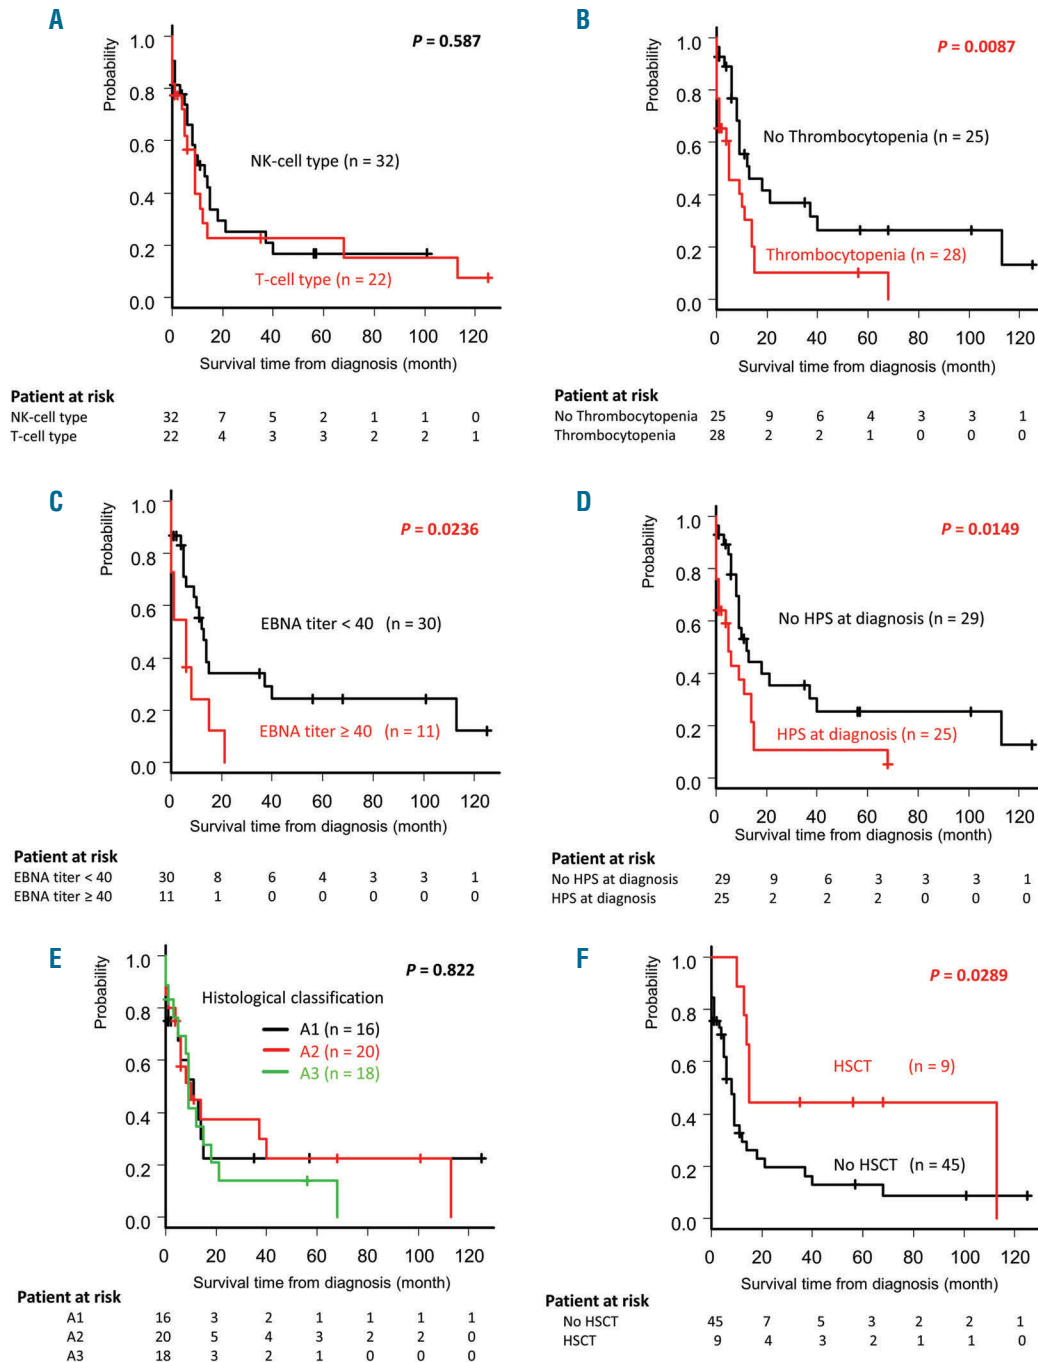 A
P = 0.587
Probability
1.0
0.8
0.6
0.4
0.2
0.0
NK-cell type (n = 32)
T-cell type (n = 22)
0 20 40 60 80 100 120
Survival time from diagnosis (month)
Patient at risk
NK-cell type 32 7 5 2 1 1 0
T-cell type 22 4 3 3 2 2 1
B
P = 0.0087
Probability
1.0
0.8
0.6
0.4
0.2
0.0
No Thrombocytopenia (n = 25)
Thrombocytopenia (n = 28)
0 20 40 60 80 100 120
Survival time from diagnosis (month)
Patient at risk
No Thrombocytopenia 25 9 6 4 3 3 1
Thrombocytopenia 28 2 2 1 0 0 0
C
P = 0.0236
Probability
1.0
0.8
0.6
0.4
0.2
0.0
EBNA titer < 40 (n = 30)
EBNA titer ≥ 40 (n = 11)
0 20 40 60 80 100 120
Survival time from diagnosis (month)
Patient at risk
EBNA titer < 40 30 8 6 4 3 3 1
EBNA titer ≥ 40 11 1 0 0 0 0 0
D
P = 0.0149
Probability
1.0
0.8
0.6
0.4
0.2
0.0
No HPS at diagnosis (n = 29)
HPS at diagnosis (n = 25)
0 20 40 60 80 100 120
Survival time from diagnosis (month)
Patient at risk
No HPS at diagnosis 29 9 6 3 3 3 1
HPS at diagnosis 25 2 2 2 0 0 0
E
P = 0.822
Probability
1.0
0.8
0.6
0.4
0.2
0.0
Histological classification
A1 (n = 16)
A2 (n = 20)
A3 (n = 18)
0 20 40 60 80 100 120
Survival time from diagnosis (month)
Patient at risk
A1 16 3 2 1 1 1 1
A2 20 5 4 3 2 2 0
A3 18 3 2 1 0 0 0
F
P = 0.0289
Probability
1.0
0.8
0.6
0.4
0.2
0.0
HSCT (n = 9)
No HSCT (n = 45)
0 20 40 60 80 100 120
Survival time from diagnosis (month)
Patient at risk
No HSCT 45 7 5 3 2 2 1
HSCT 9 4 3 2 1 1 0